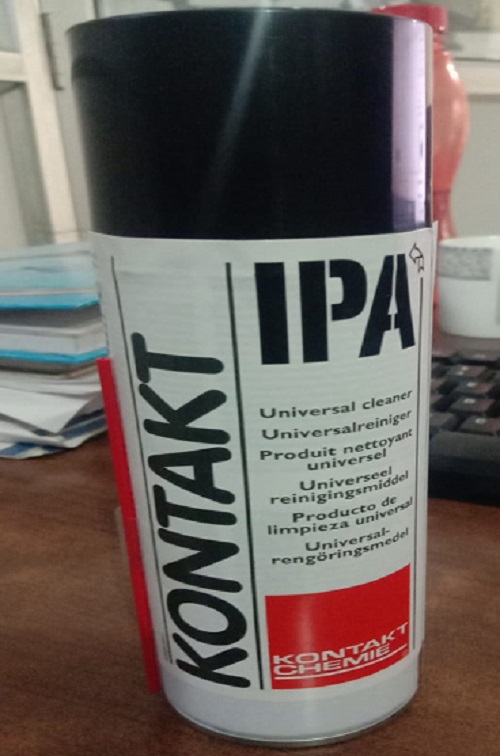 IPA
KONTAKT
Universal cleaner
Universalreiniger
Produit nettoyant
universel
Universeel
reinigingsmiddel
Producto de
limpieza universal
Universal-
rengöringsmedel
KONTAKT
CHEMIE